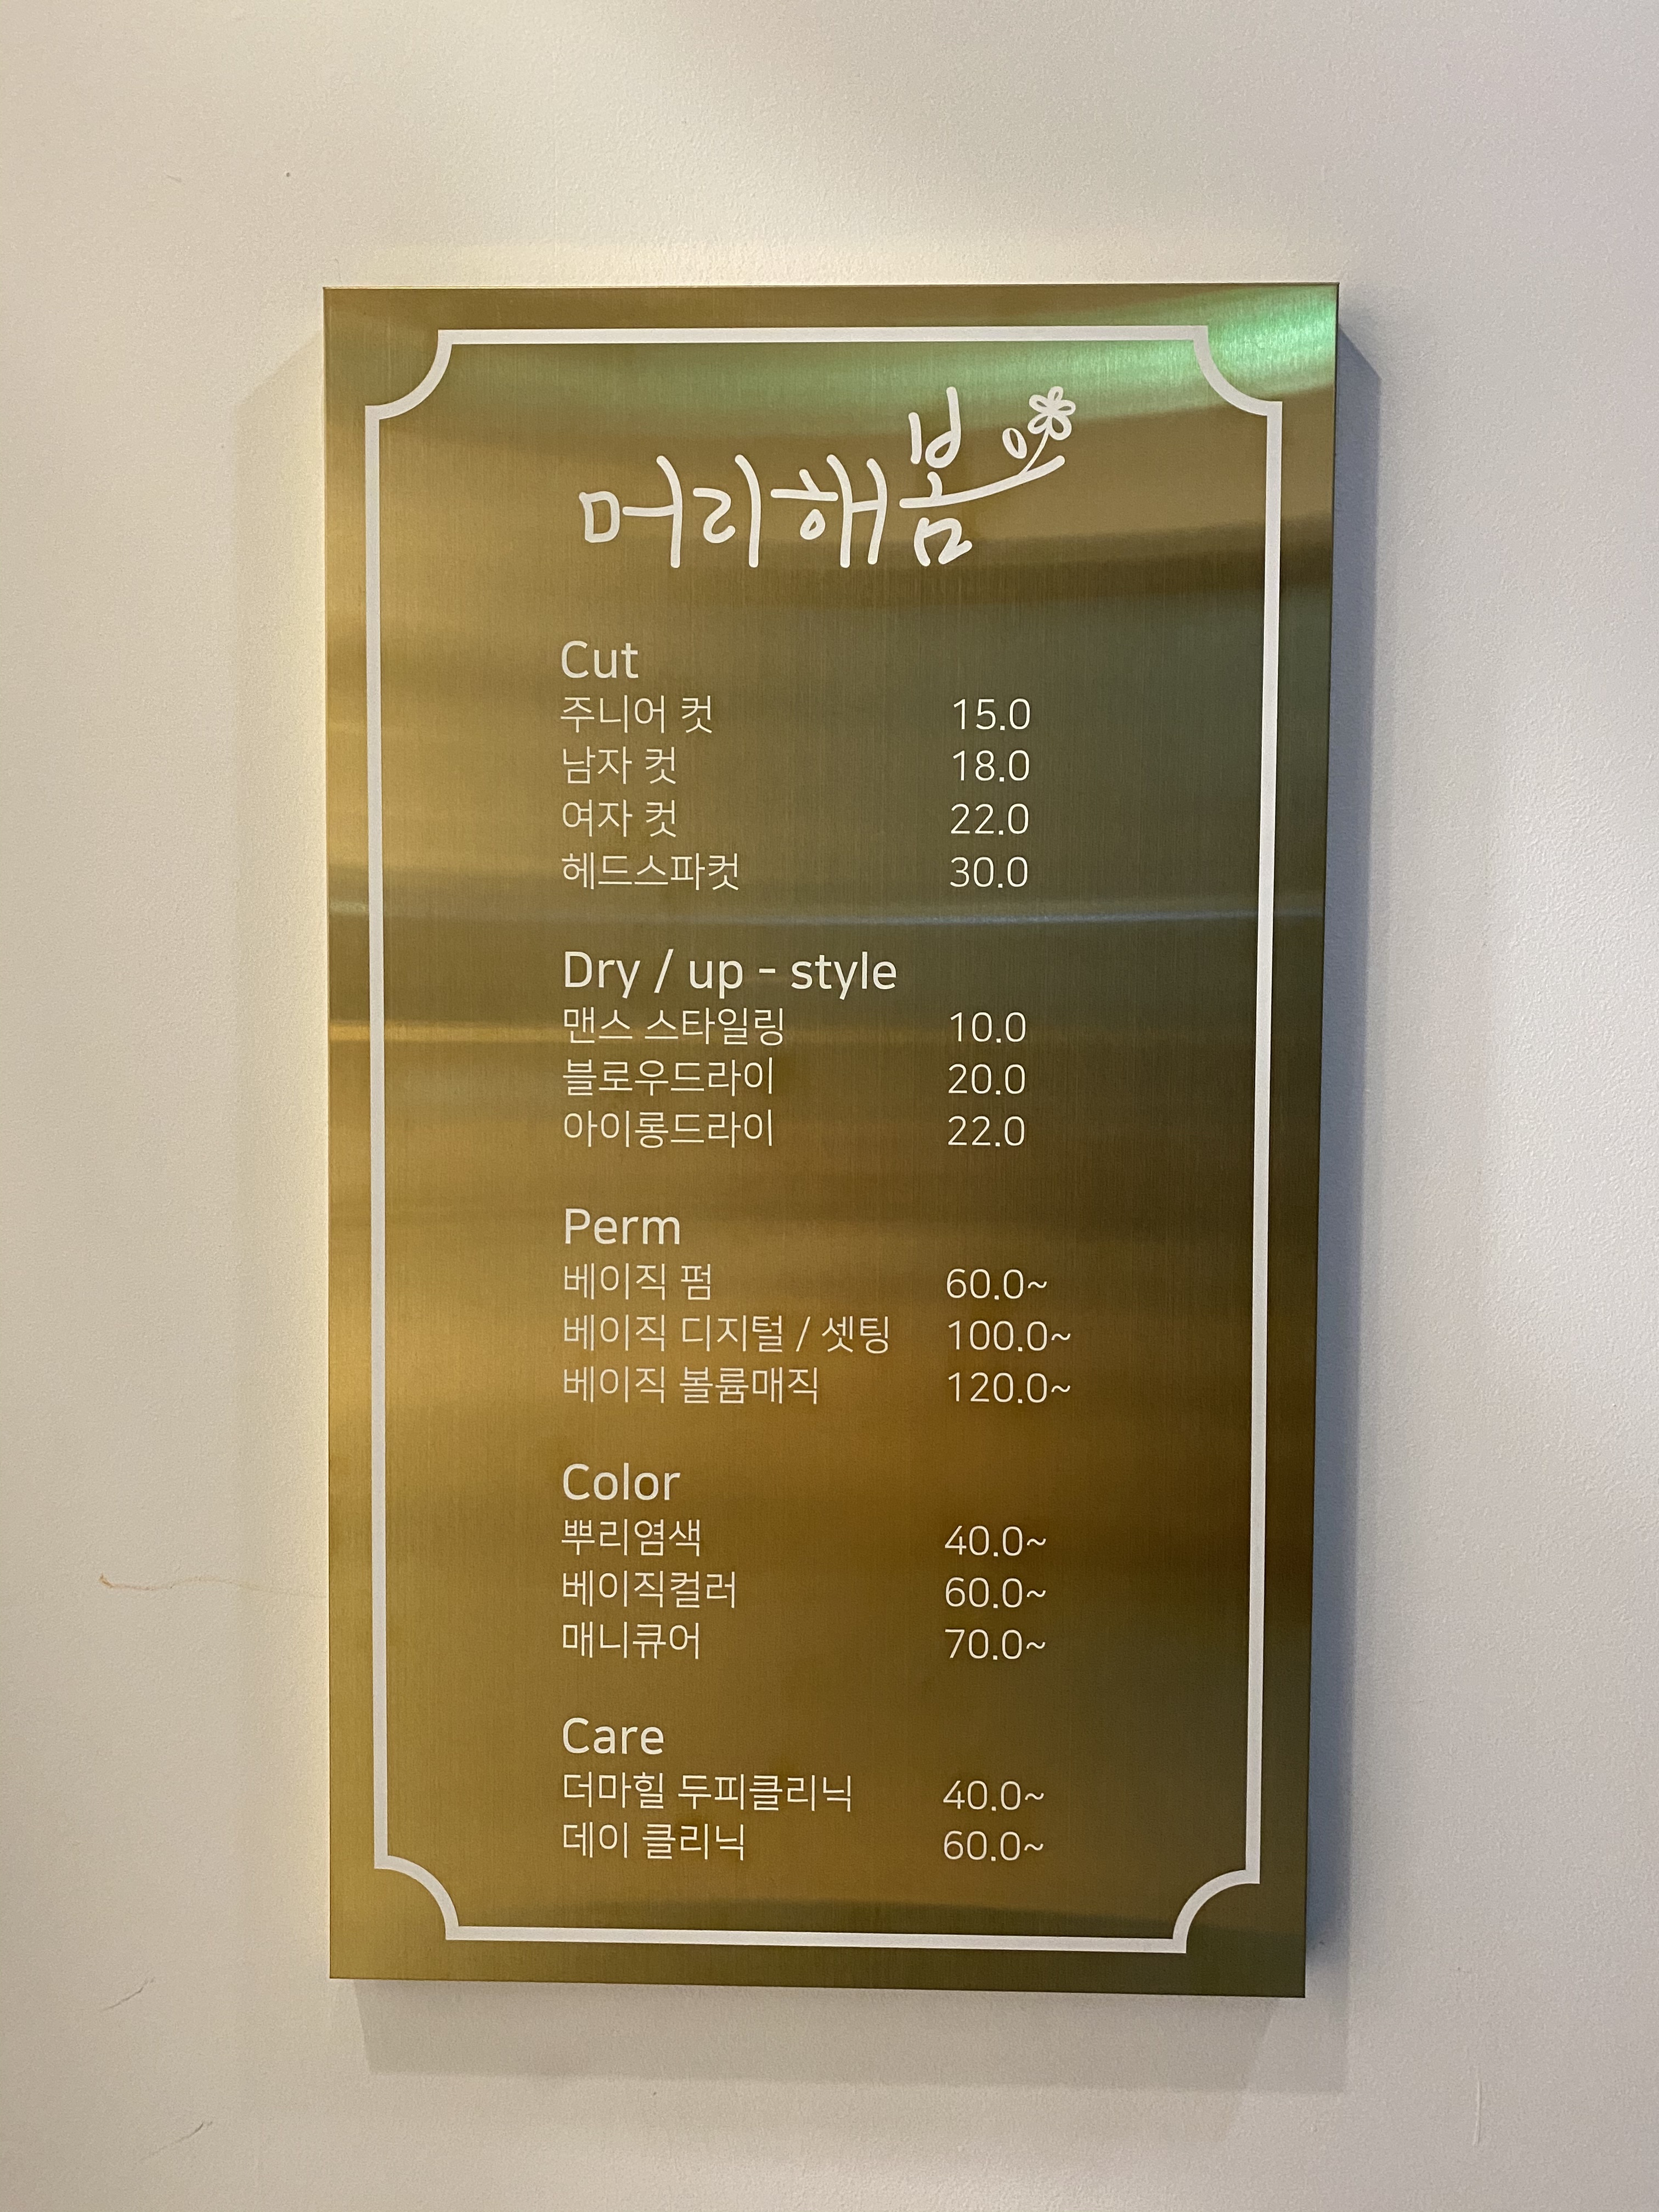 머리해봄
Cut
주니어 컷 15.0
남자 컷 18.0
여자 컷 22.0
헤드스파컷 30.0
Dry / up - style
맨스 스타일링 10.0
블로우드라이 20.0
아이롱드라이 22.0
Perm
베이직 펌 60.0~
베이직 디지털 / 셋팅 100.0~
베이직 볼륨매직 120.0~
Color
뿌리염색 40.0~
베이직컬러 60.0~
매니큐어 70.0~
Care
더마힐 두피클리닉 40.0~
데이 클리닉 60.0~